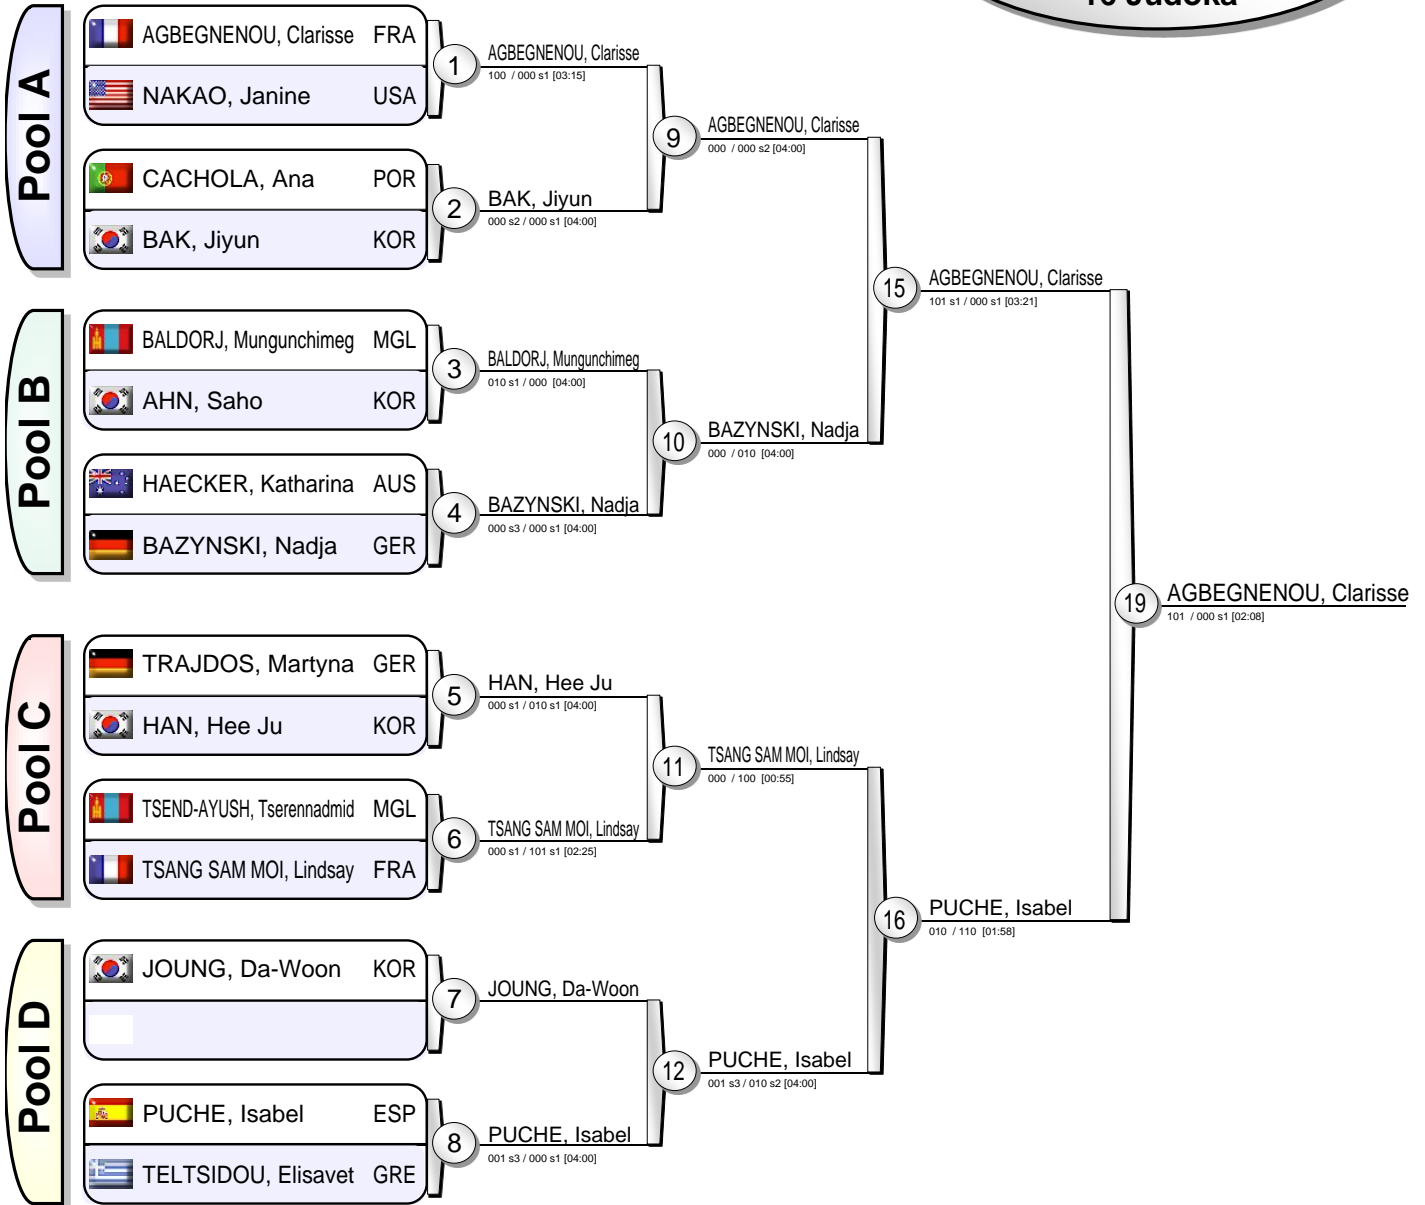 Pool A
AGBEGNENOU, Clarisse FRA
NAKAO, Janine USA
CACHOLA, Ana POR
BAK, Jiyun KOR
1
AGBEGNENOU, Clarisse
100 / 000 s1 [03:15]
2
BAK, Jiyun
000 s2 / 000 s1 [04:00]
9
AGBEGNENOU, Clarisse
000 / 000 s2 [04:00]
Pool B
BALDORJ, Mungunchimeg MGL
AHN, Saho KOR
HAECKER, Katharina AUS
BAZYNSKI, Nadja GER
3
BALDORJ, Mungunchimeg
010 s1 / 000 [04:00]
4
BAZYNSKI, Nadja
000 s3 / 000 s1 [04:00]
10
BAZYNSKI, Nadja
000 / 010 [04:00]
15
AGBEGNENOU, Clarisse
101 s1 / 000 s1 [03:21]
Pool C
TRAJDOS, Martyna GER
HAN, Hee Ju KOR
TSEND-AYUSH, Tserennadmid MGL
TSANG SAM MOI, Lindsay FRA
5
HAN, Hee Ju
000 s1 / 010 s1 [04:00]
6
TSANG SAM MOI, Lindsay
000 s1 / 101 s1 [02:25]
11
TSANG SAM MOI, Lindsay
000 / 100 [00:55]
Pool D
JOUNG, Da-Woon KOR
PUCHE, Isabel ESP
TELTSIDOU, Elisavet GRE
7
JOUNG, Da-Woon
8
PUCHE, Isabel
001 s3 / 000 s1 [04:00]
12
PUCHE, Isabel
001 s3 / 010 s2 [04:00]
16
PUCHE, Isabel
010 / 110 [01:58]
19
AGBEGNENOU, Clarisse
101 / 000 s1 [02:08]